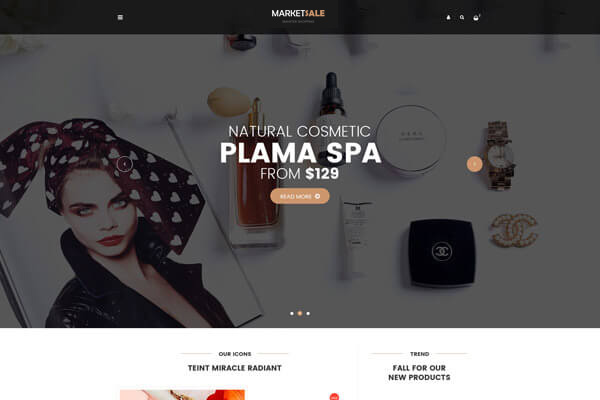 MARKETSALE
NATURAL COSMETIC
PLAMA SPA
FROM $129
READ MORE
OUR ICONS
TREND
TEINT MIRACLE RADIANT
FALL FOR OUR
NEW PRODUCTS